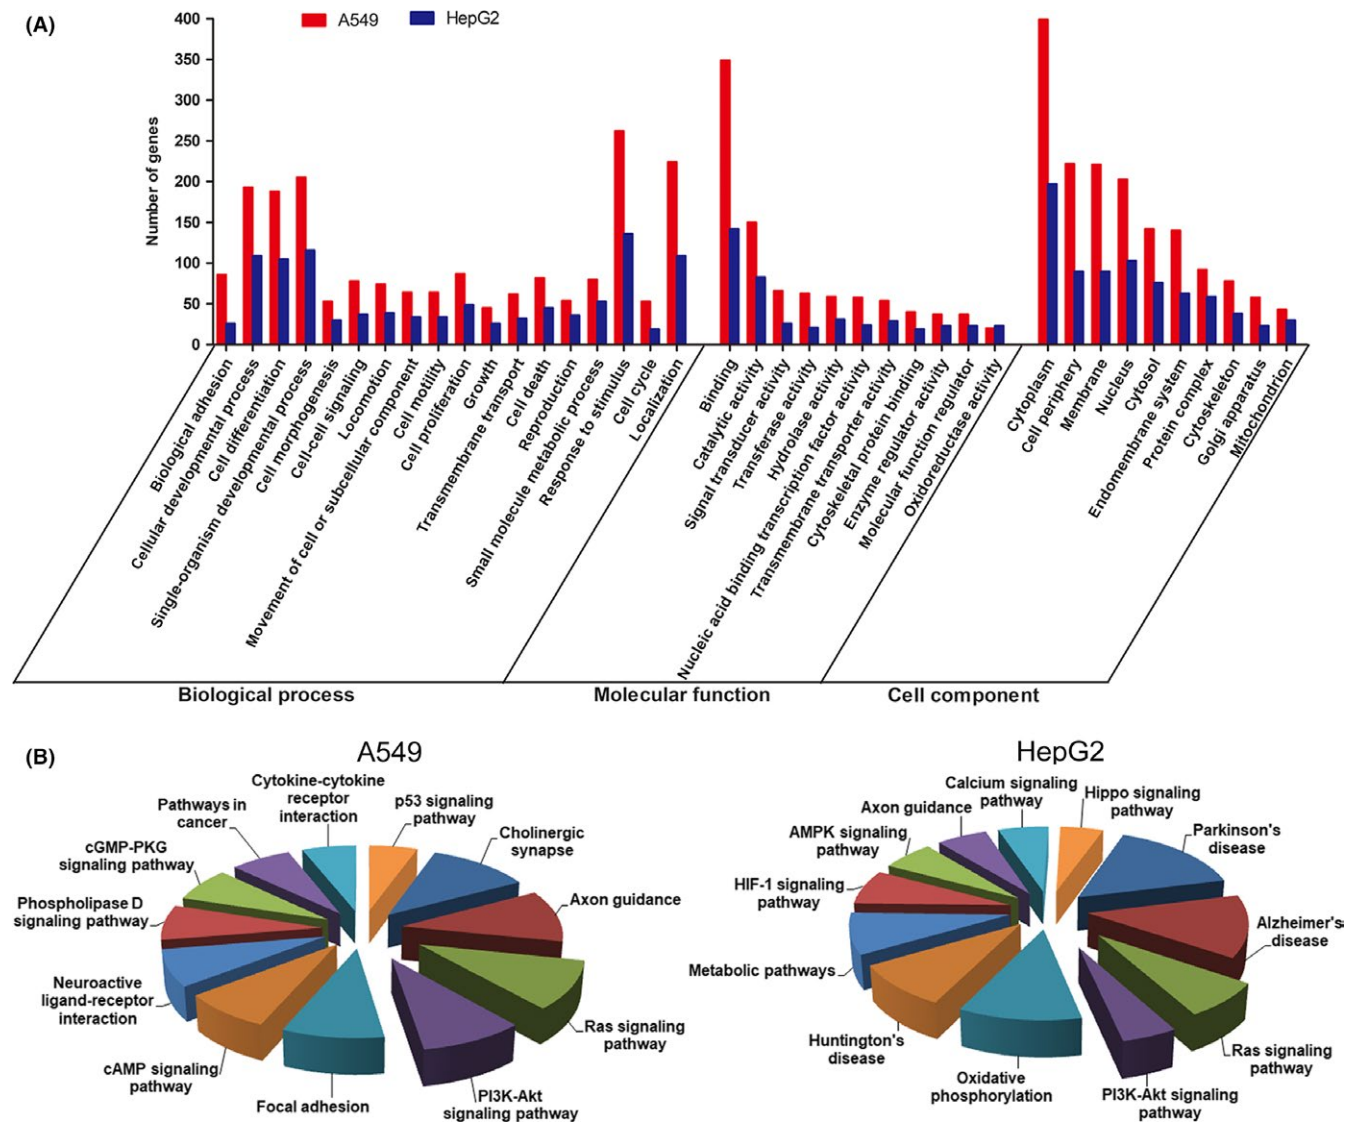 (A)
A549
HepG2
Number of genes
400
350
300
250
200
150
100
50
0
Biological adhesion
Cellular developmental process
Cell differentiation
Single-organism developmental process
Cell morphogenesis
Cell-cell signaling
Locomotion
Movement of cell or subcellular component
Cell motility
Cell proliferation
Growth
Transmembrane transport
Cell death
Reproduction
Small molecule metabolic process
Response to stimulus
Cell cycle
Localization
Binding
Catalytic activity
Signal transducer activity
Transferase activity
Hydrolase activity
Nucleic acid binding transcription factor activity
Transmembrane transporter activity
Cytoskeletal protein binding
Enzyme regulator activity
Molecular function regulator
Oxidoreductase activity
Cytoplasm
Cell periphery
Membrane
Nucleus
Cytosol
Endomembrane system
Protein complex
Cytoskeleton
Golgi apparatus
Mitochondrion
Biological process
Molecular function
Cell component
(B)
A549
Cytokine-cytokine
receptor
interaction
p53 signaling
pathway
Cholinergic
synapse
Axon guidance
Ras signaling
pathway
PI3K-Akt
signaling pathway
Focal adhesion
cAMP signaling
pathway
Neuroactive
ligand-receptor
interaction
Phospholipase D
signaling pathway
cGMP-PKG
signaling pathway
Pathways in
cancer
HepG2
Calcium signaling
pathway
Hippo signaling
pathway
Parkinson's
disease
Alzheimer's
disease
Ras signaling
pathway
PI3K-Akt signaling
pathway
Oxidative
phosphorylation
Huntington's
disease
Metabolic pathways
HIF-1 signaling
pathway
AMPK signaling
pathway
Axon guidance